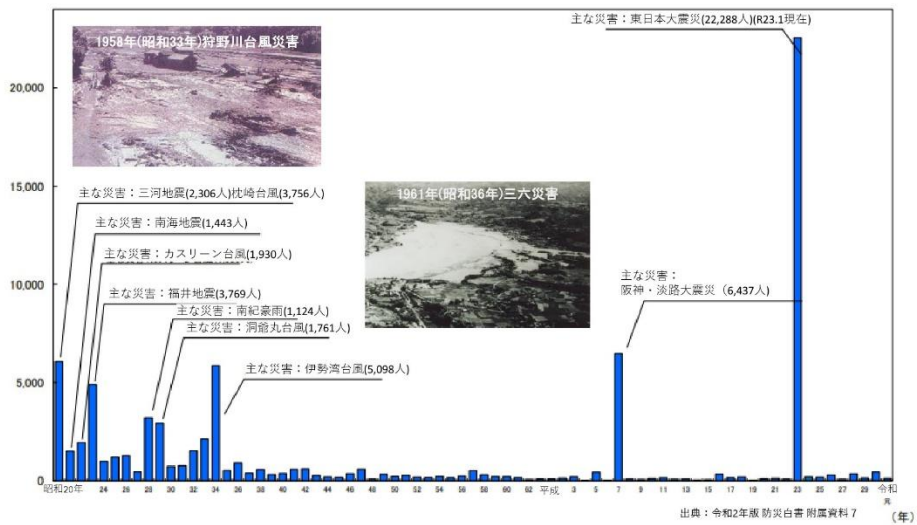 主な災害：東日本大震災(22,288人)(R23.1現在)
1958年(昭和33年)狩野川台風災害
20,000
15,000
10,000
5,000
0
主な災害：三河地震(2,306人)枕崎台風(3,756人)
1961年(昭和36年)三六災害
主な災害：南海地震(1,443人)
主な災害：カスリーン台風(1,930人)
主な災害：福井地震(3,769人)
主な災害：南紀豪雨(1,124人)
主な災害：洞爺丸台風(1,761人)
主な災害：伊勢湾台風(5,098人)
主な災害：
阪神・淡路大震災（6,437人）
昭和20年 24 26 28 30 32 34 36 38 40 42 44 46 48 50 52 54 56 58 60 62 平成 3 5 7 9 11 13 15 17 19 21 23 25 27 29 令和
元
出典：令和2年版 防災白書 附属資料７
(年)